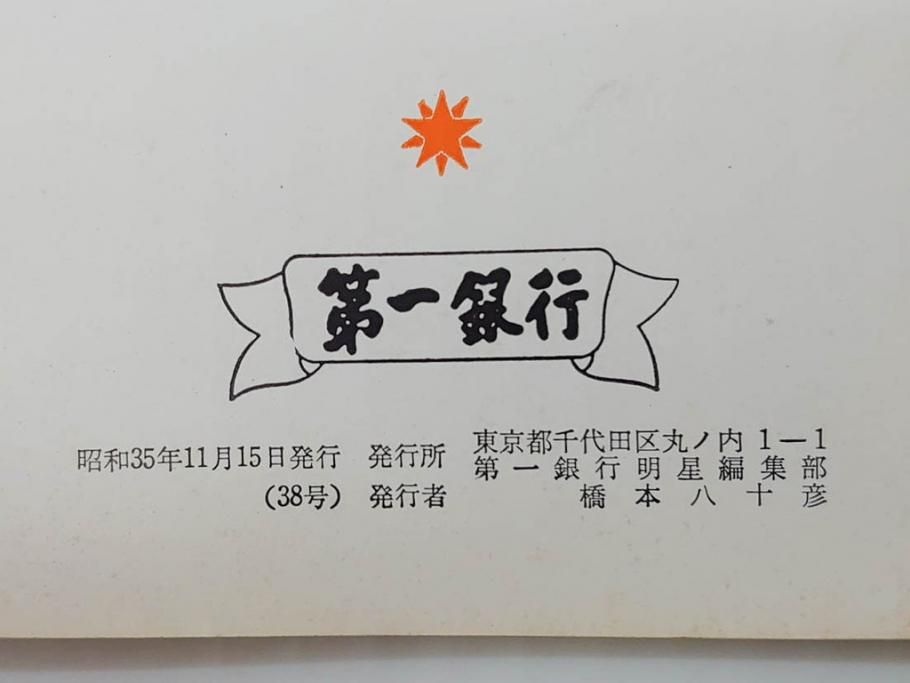 第一銀行
昭和35年11月15日発行 発行所 東京都千代田区丸ノ内1―1
第一銀行明星編集部
(38号) 発行者 橋本八十彦